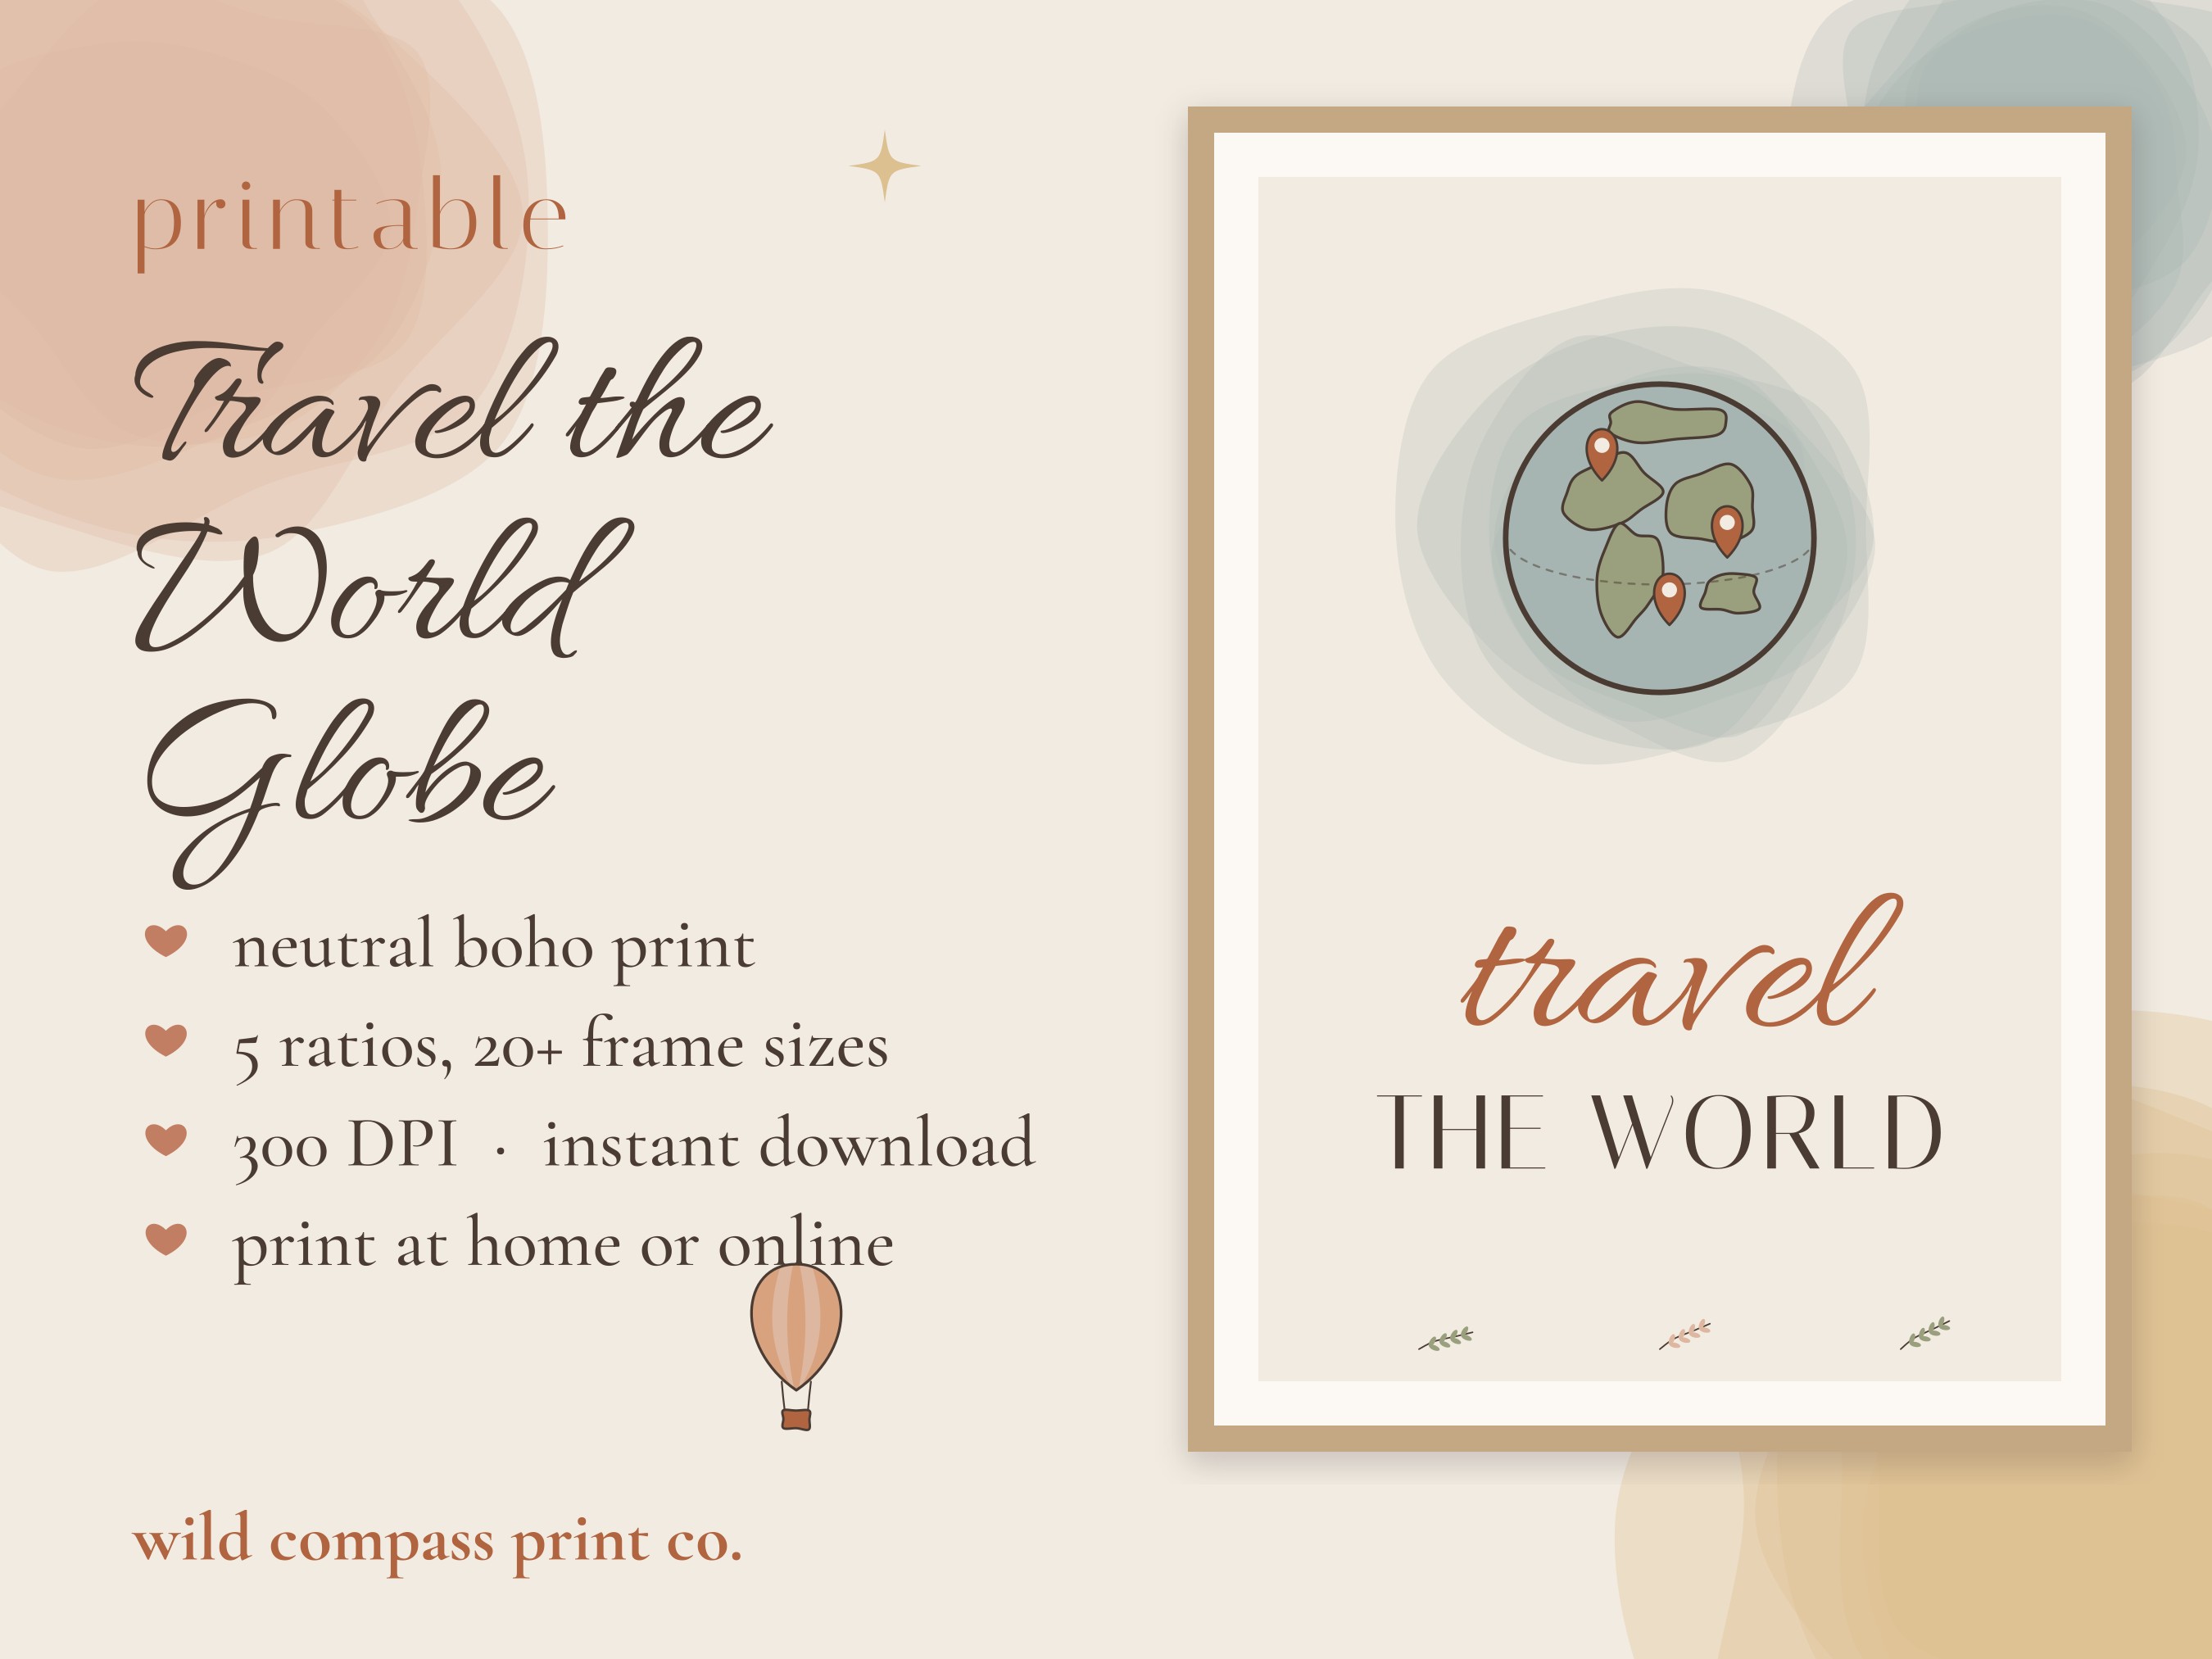 printable
Travel the
World
Globe
neutral boho print
5 ratios, 20+ frame sizes
300 DPI · instant download
print at home or online
wild compass print co.
travel
THE WORLD